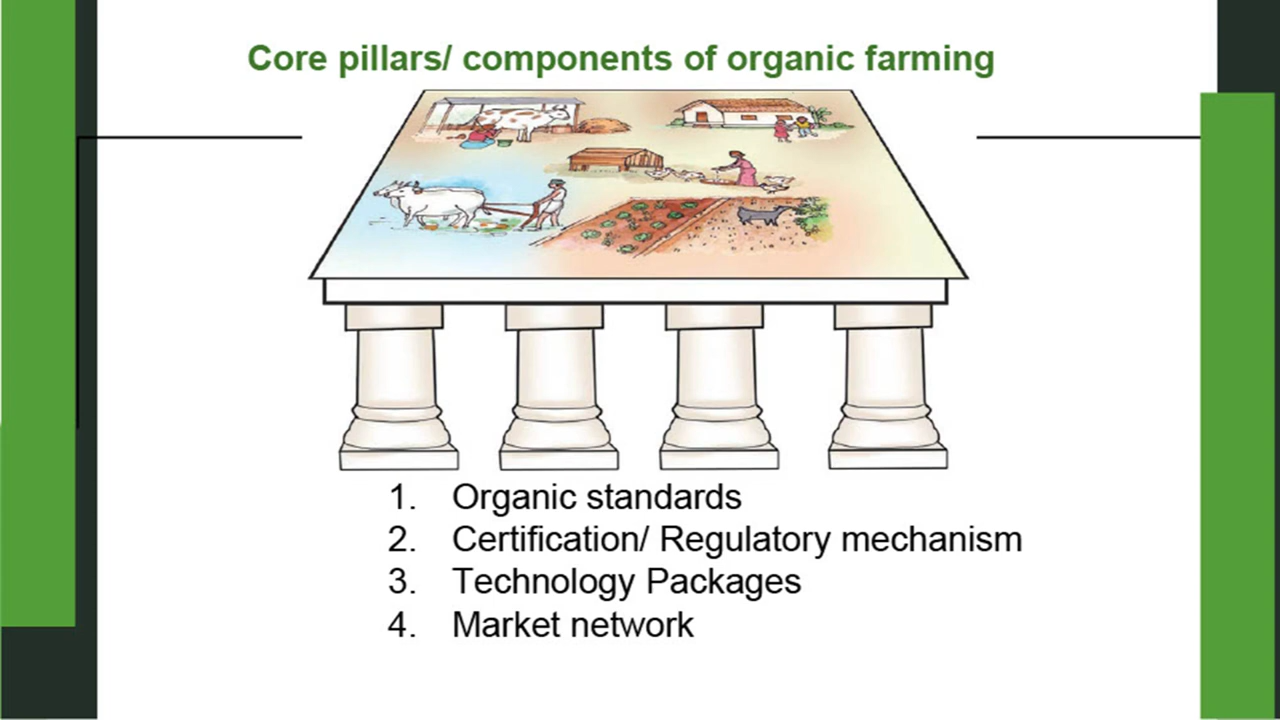 Core pillars/ components of organic farming
1. Organic standards
2. Certification/ Regulatory mechanism
3. Technology Packages
4. Market network